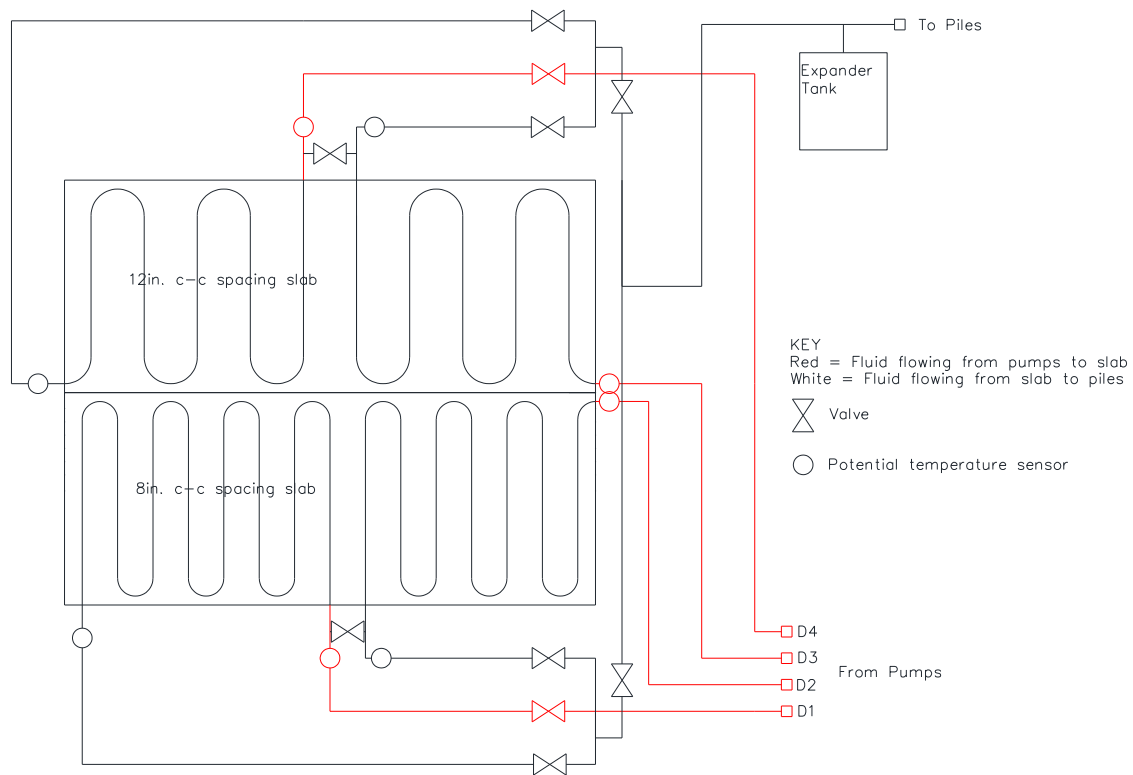 To Piles
Expander
Tank
12in. c-c spacing slab
KEY
Red = Fluid flowing from pumps to slab
White = Fluid flowing from slab to piles
Valve
Potential temperature sensor
8in. c-c spacing slab
D4
D3
From Pumps
D2
D1